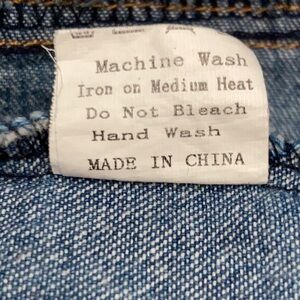 Machine Wash
Iron on Medium Heat
Do Not Bleach
Hand Wash
MADE IN CHINA